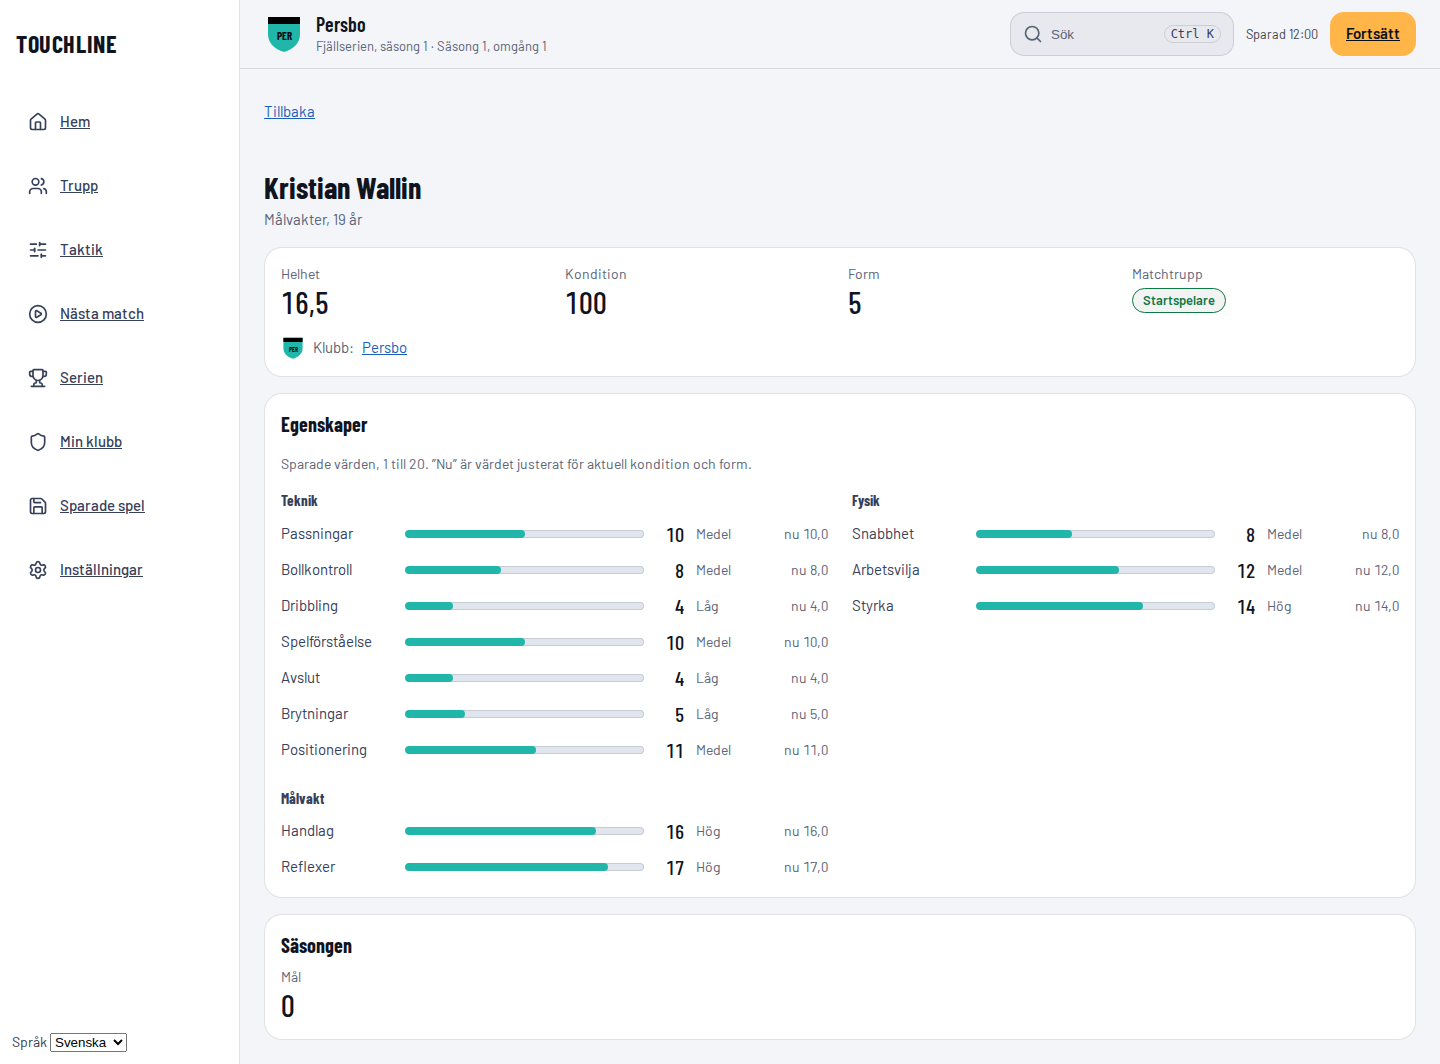 TOUCHLINE
Hem
Trupp
Taktik
Nästa match
Serien
Min klubb
Sparade spel
Inställningar
Språk Svenska
PER
Persbo
Fjällserien, säsong 1 · Säsong 1, omgång 1
Sök Ctrl K
Sparad 12:00
Fortsätt
Tillbaka
Kristian Wallin
Målvakter, 19 år
Helhet Kondition Form Matchtrupp
16,5 100 5 Startspelare
PER Klubb: Persbo
Egenskaper
Sparade värden, 1 till 20. ”Nu” är värdet justerat för aktuell kondition och form.
Teknik
Passningar 10 Medel nu 10,0
Bollkontroll 8 Medel nu 8,0
Dribbling 4 Låg nu 4,0
Spelförståelse 10 Medel nu 10,0
Avslut 4 Låg nu 4,0
Brytningar 5 Låg nu 5,0
Positionering 11 Medel nu 11,0
Fysik
Snabbhet 8 Medel nu 8,0
Arbetsvilja 12 Medel nu 12,0
Styrka 14 Hög nu 14,0
Målvakt
Handlag 16 Hög nu 16,0
Reflexer 17 Hög nu 17,0
Säsongen
Mål
0